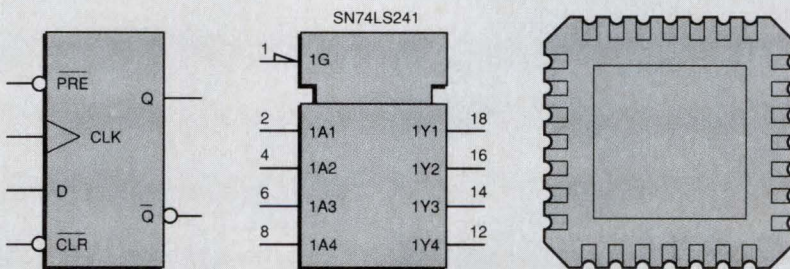 SN74LS241
PRE
Q
CLK
D
Q
CLR
1 1G
2 1A1 1Y1 18
4 1A2 1Y2 16
6 1A3 1Y3 14
8 1A4 1Y4 12